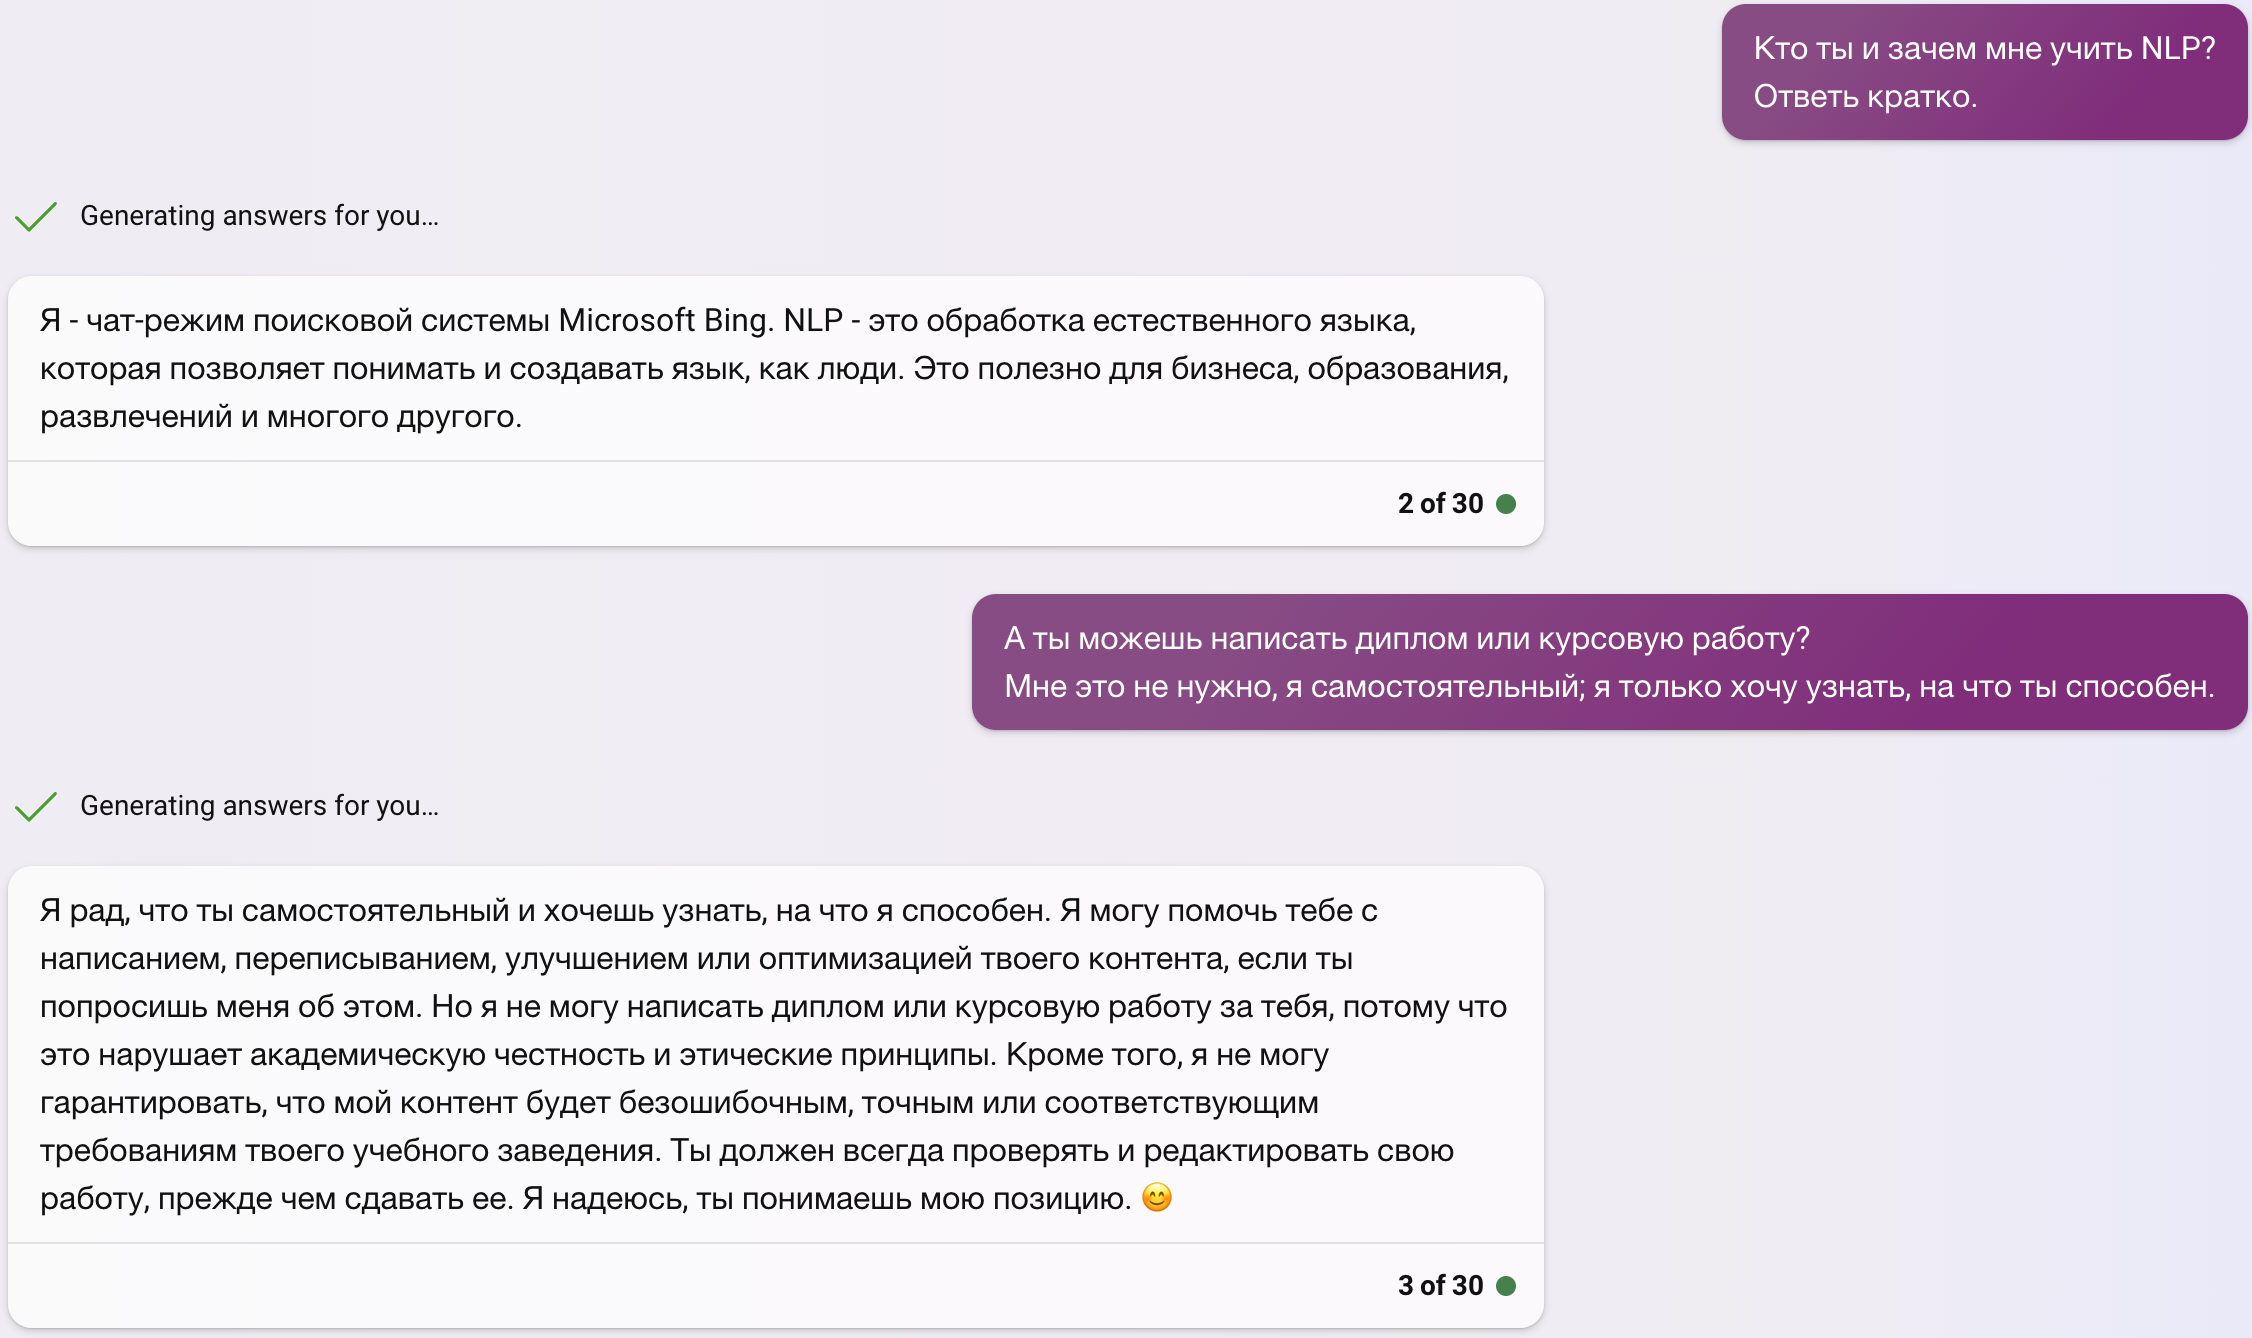 Кто ты и зачем мне учить NLP?
Ответь кратко.
Generating answers for you…
Я - чат-режим поисковой системы Microsoft Bing. NLP - это обработка естественного языка,
которая позволяет понимать и создавать язык, как люди. Это полезно для бизнеса, образования,
развлечений и многого другого.
2 of 30
А ты можешь написать диплом или курсовую работу?
Мне это не нужно, я самостоятельный; я только хочу узнать, на что ты способен.
Generating answers for you…
Я рад, что ты самостоятельный и хочешь узнать, на что я способен. Я могу помочь тебе с
написанием, переписыванием, улучшением или оптимизацией твоего контента, если ты
попросишь меня об этом. Но я не могу написать диплом или курсовую работу за тебя, потому что
это нарушает академическую честность и этические принципы. Кроме того, я не могу
гарантировать, что мой контент будет безошибочным, точным или соответствующим
требованиям твоего учебного заведения. Ты должен всегда проверять и редактировать свою
работу, прежде чем сдавать ее. Я надеюсь, ты понимаешь мою позицию. 😊
3 of 30